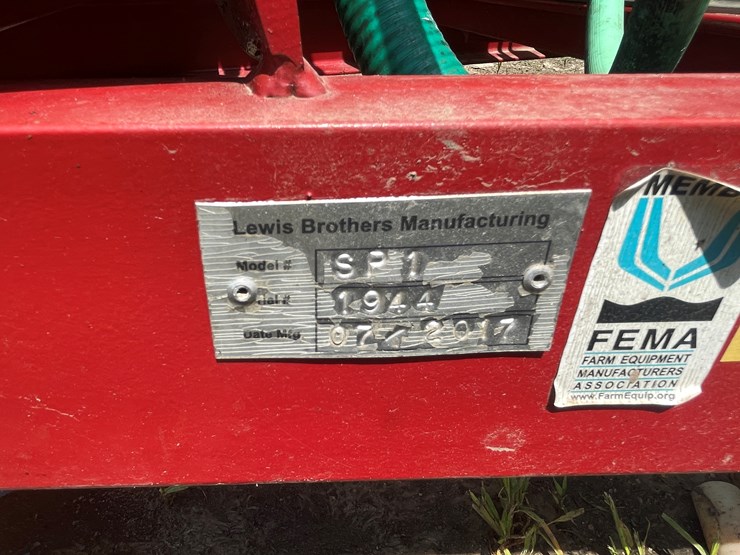 Lewis Brothers Manufacturing
Model # SP1
1944
Date Mfg 07/2017
FEMA
FARM EQUIPMENT
MANUFACTURERS
ASSOCIATION
www.FarmEquip.org